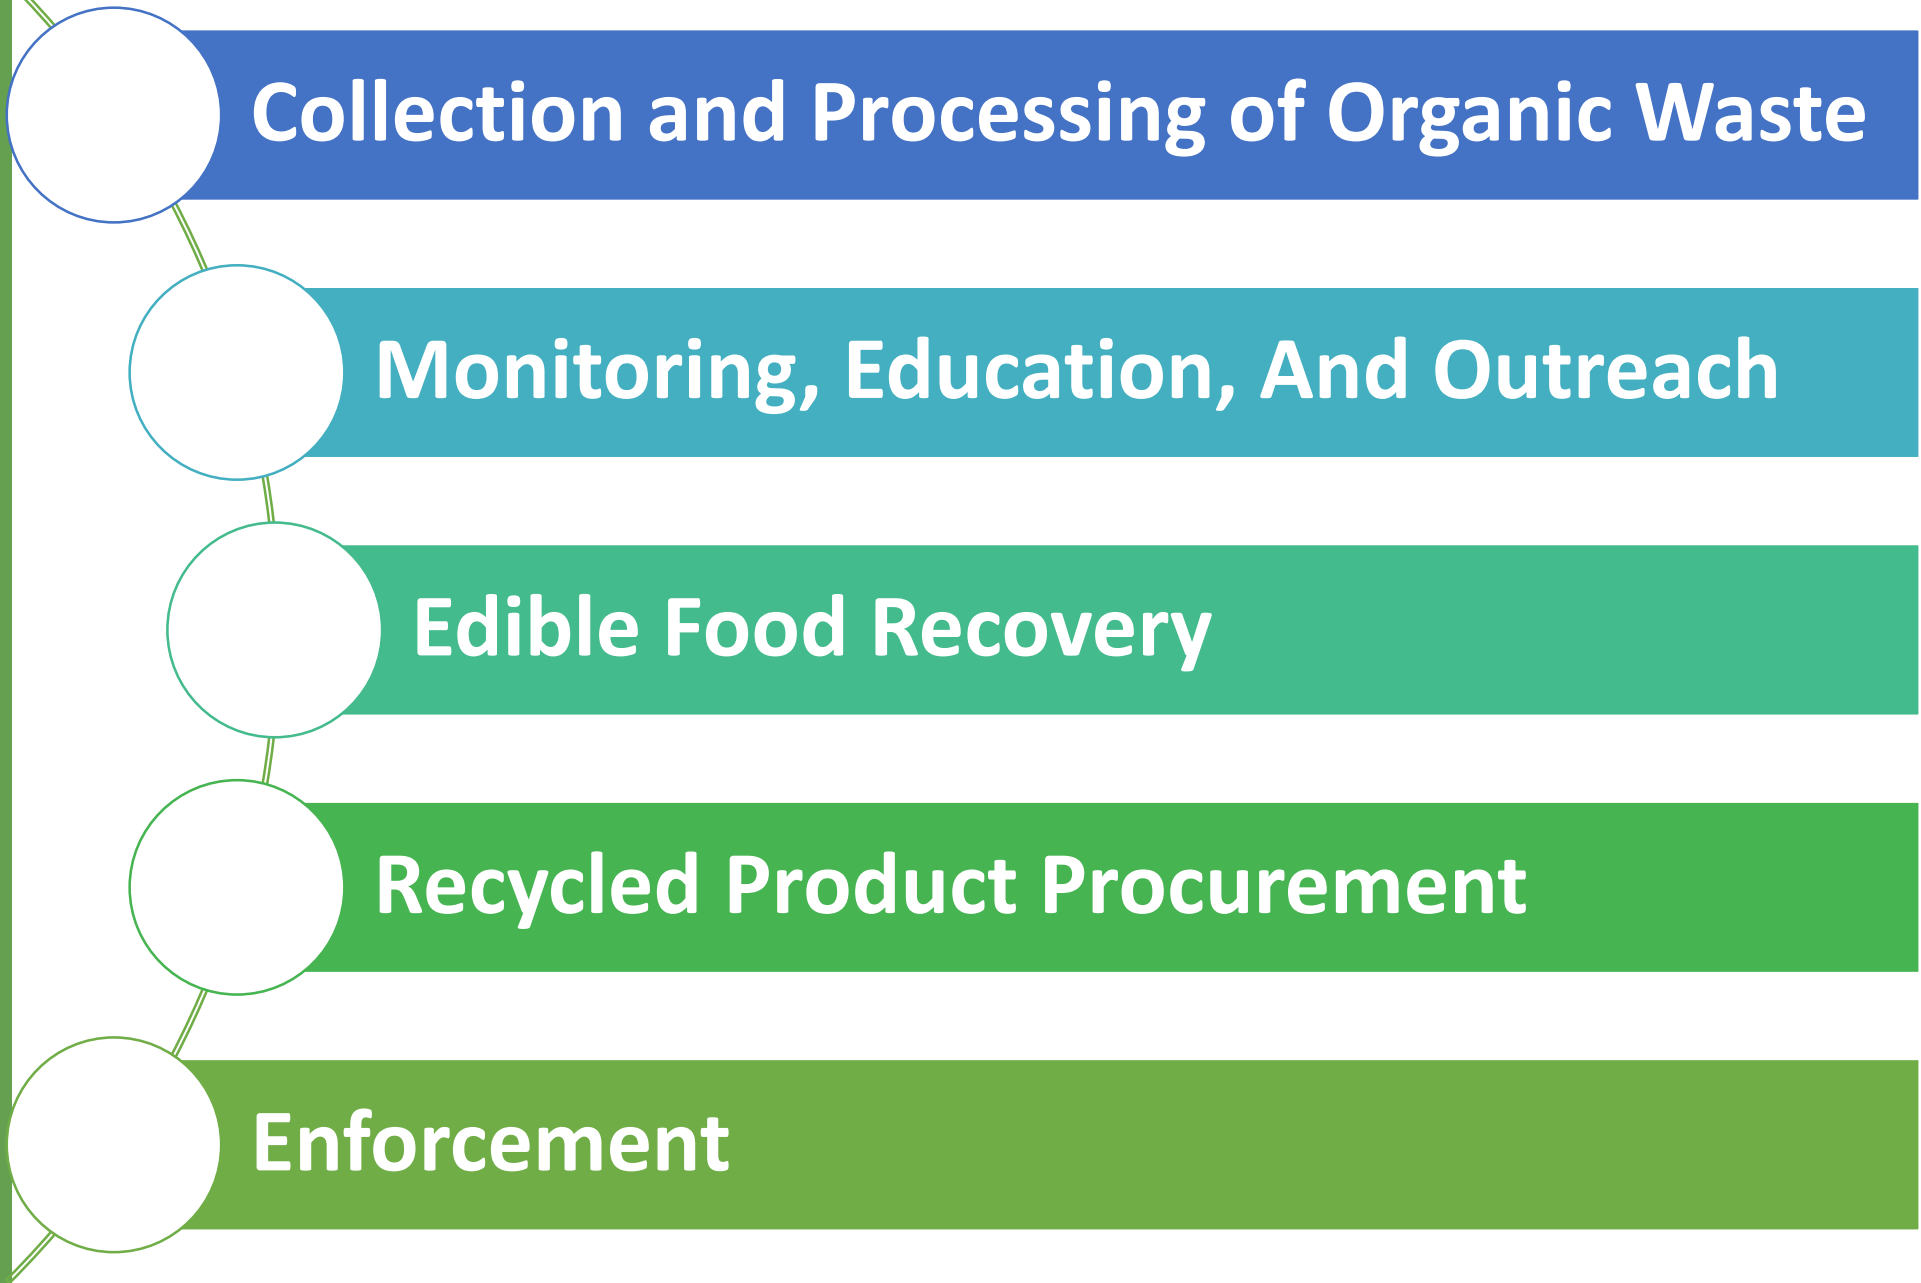 Collection and Processing of Organic Waste
Monitoring, Education, And Outreach
Edible Food Recovery
Recycled Product Procurement
Enforcement